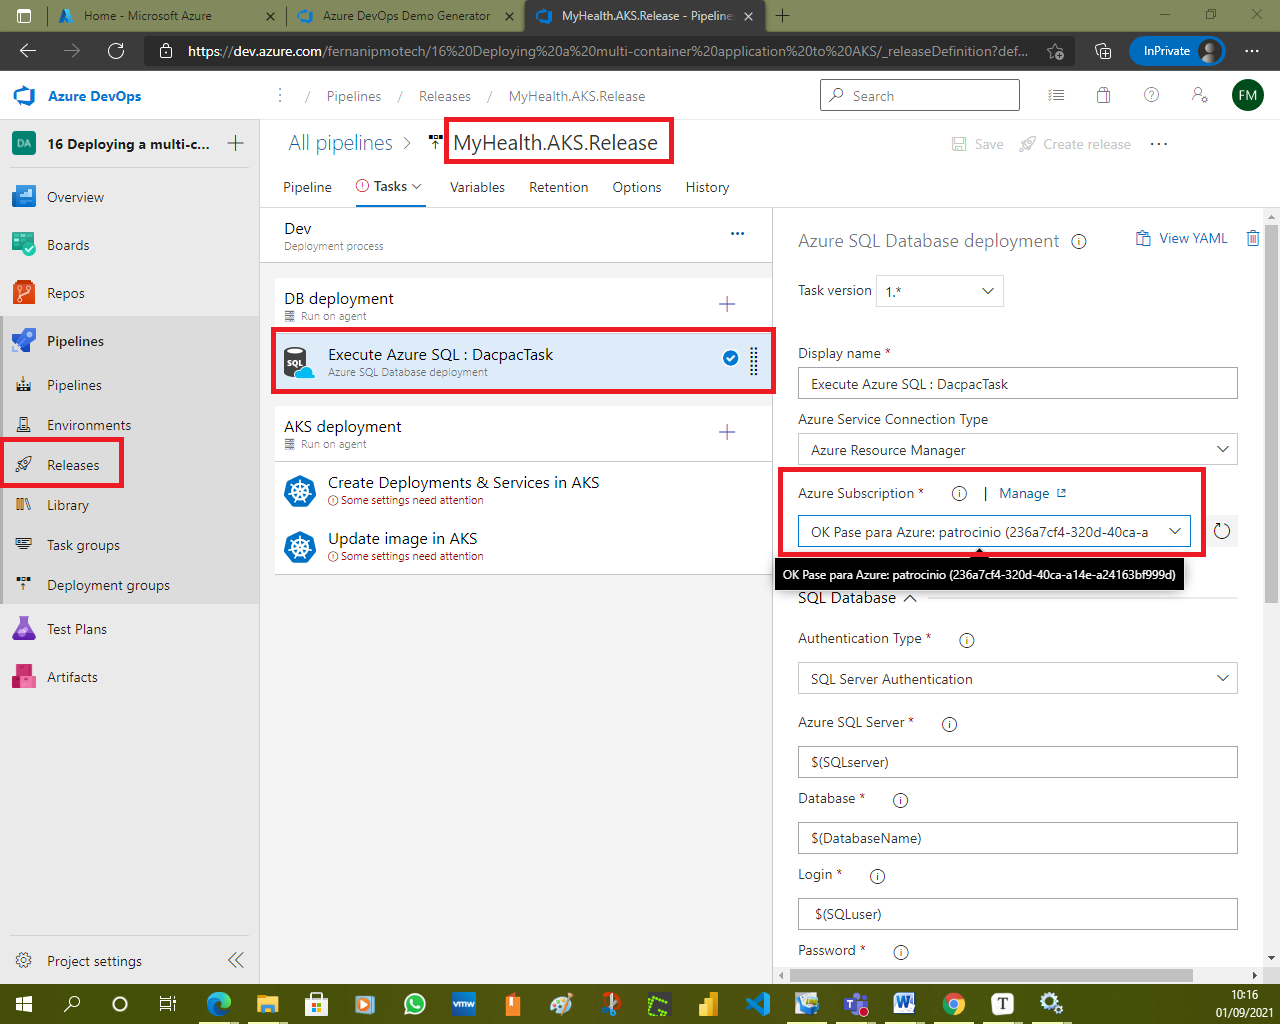 Home - Microsoft Azure
Azure DevOps Demo Generator
MyHealth.AKS.Release - Pipeline
https://dev.azure.com/fernanipmotech/16%20Deploying%20a%20multi-container%20application%20to%20AKS/_releaseDefinition?def...
InPrivate
Azure DevOps
/ Pipelines / Releases / MyHealth.AKS.Release
Search
FM
DA
16 Deploying a multi-c...
All pipelines
MyHealth.AKS.Release
Save
Create release
Overview
Boards
Repos
Pipelines
Pipelines
Environments
Releases
Library
Task groups
Deployment groups
Test Plans
Artifacts
Project settings
Pipeline
Tasks
Variables
Retention
Options
History
Dev
Deployment process
DB deployment
Run on agent
SQL
Execute Azure SQL : DacpacTask
Azure SQL Database deployment
AKS deployment
Run on agent
Create Deployments & Services in AKS
Some settings need attention
Update image in AKS
Some settings need attention
Azure SQL Database deployment
View YAML
Task version
1.*
Display name *
Execute Azure SQL : DacpacTask
Azure Service Connection Type
Azure Resource Manager
Azure Subscription *
| Manage
OK Pase para Azure: patrocinio (236a7cf4-320d-40ca-a
OK Pase para Azure: patrocinio (236a7cf4-320d-40ca-a14e-a24163bf999d)
SQL Database
Authentication Type *
SQL Server Authentication
Azure SQL Server *
$(SQLserver)
Database *
$(DatabaseName)
Login *
$(SQLuser)
Password *
vmw
10:16
01/09/2021